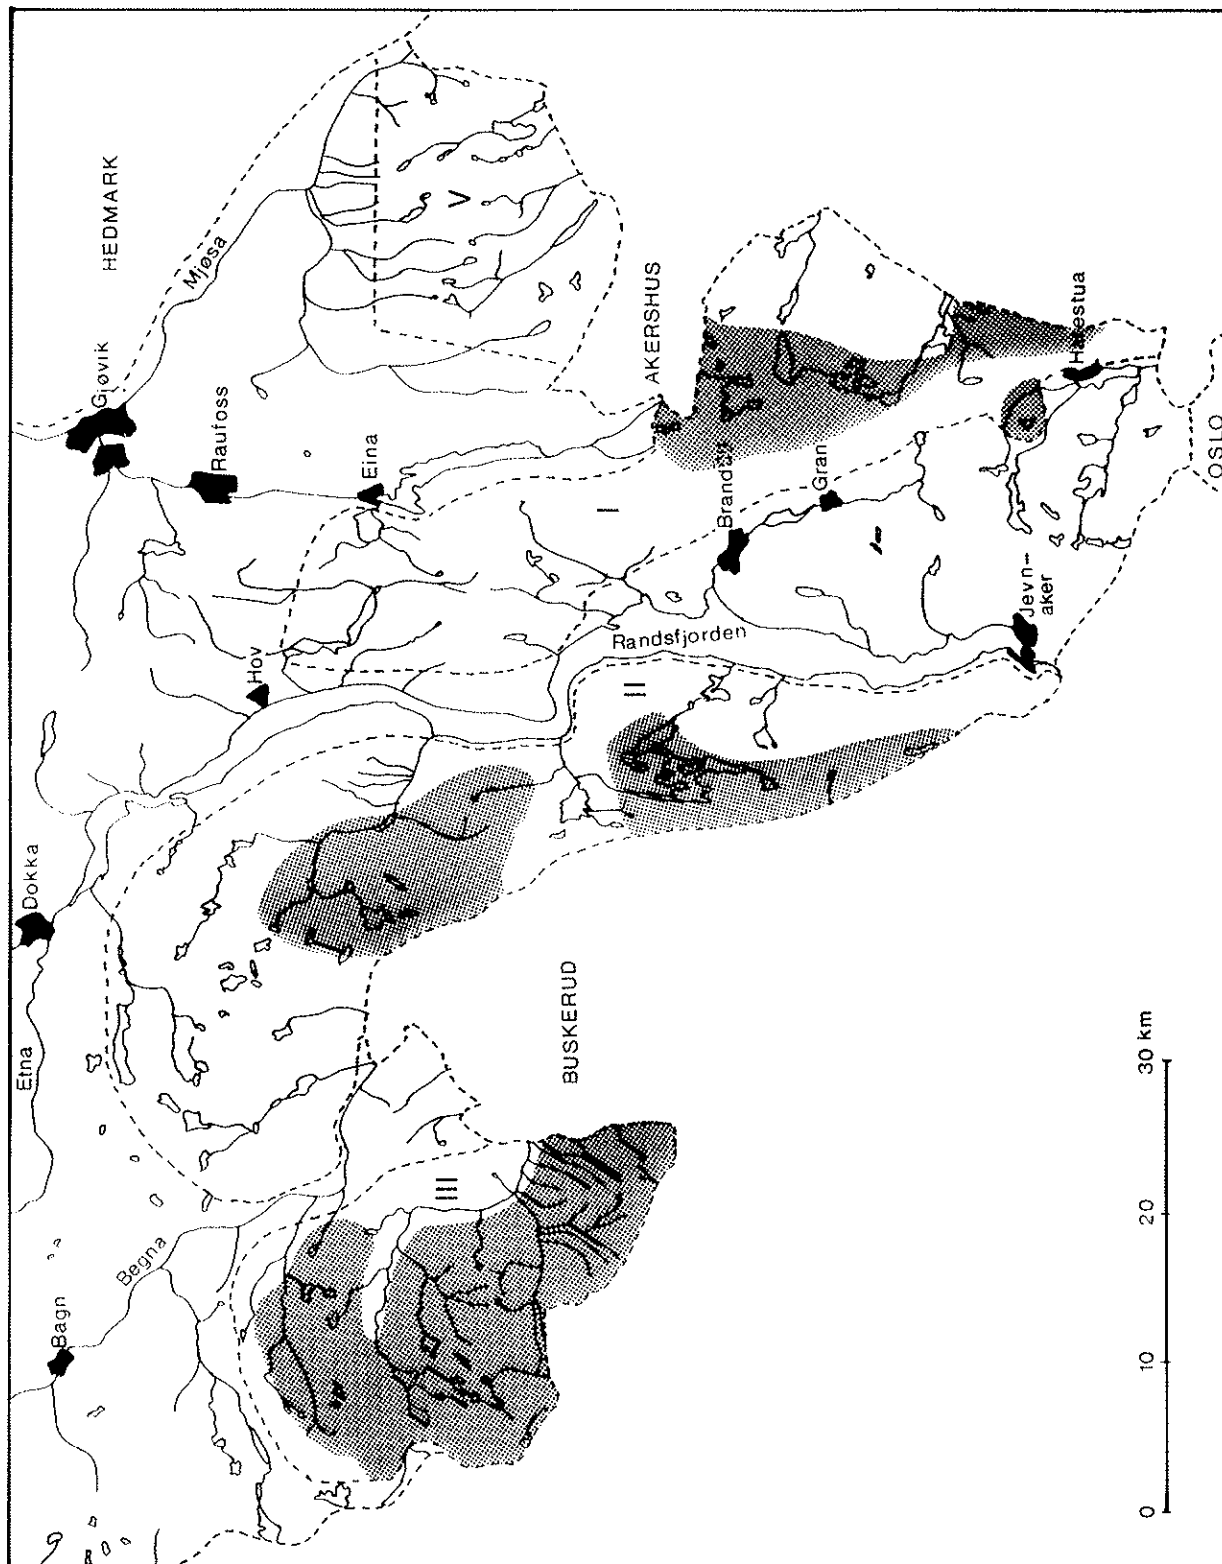 HEDMARK
Mjøsa
Gjøvik
Raufoss
Eina
Hov
Dokka
Etna
Begna
Bagn
V
AKERSHUS
I
Brandbu
Gran
Randsfjorden
II
Jevn-
aker
Harestua
OSLO
BUSKERUD
III
0 10 20 30 km